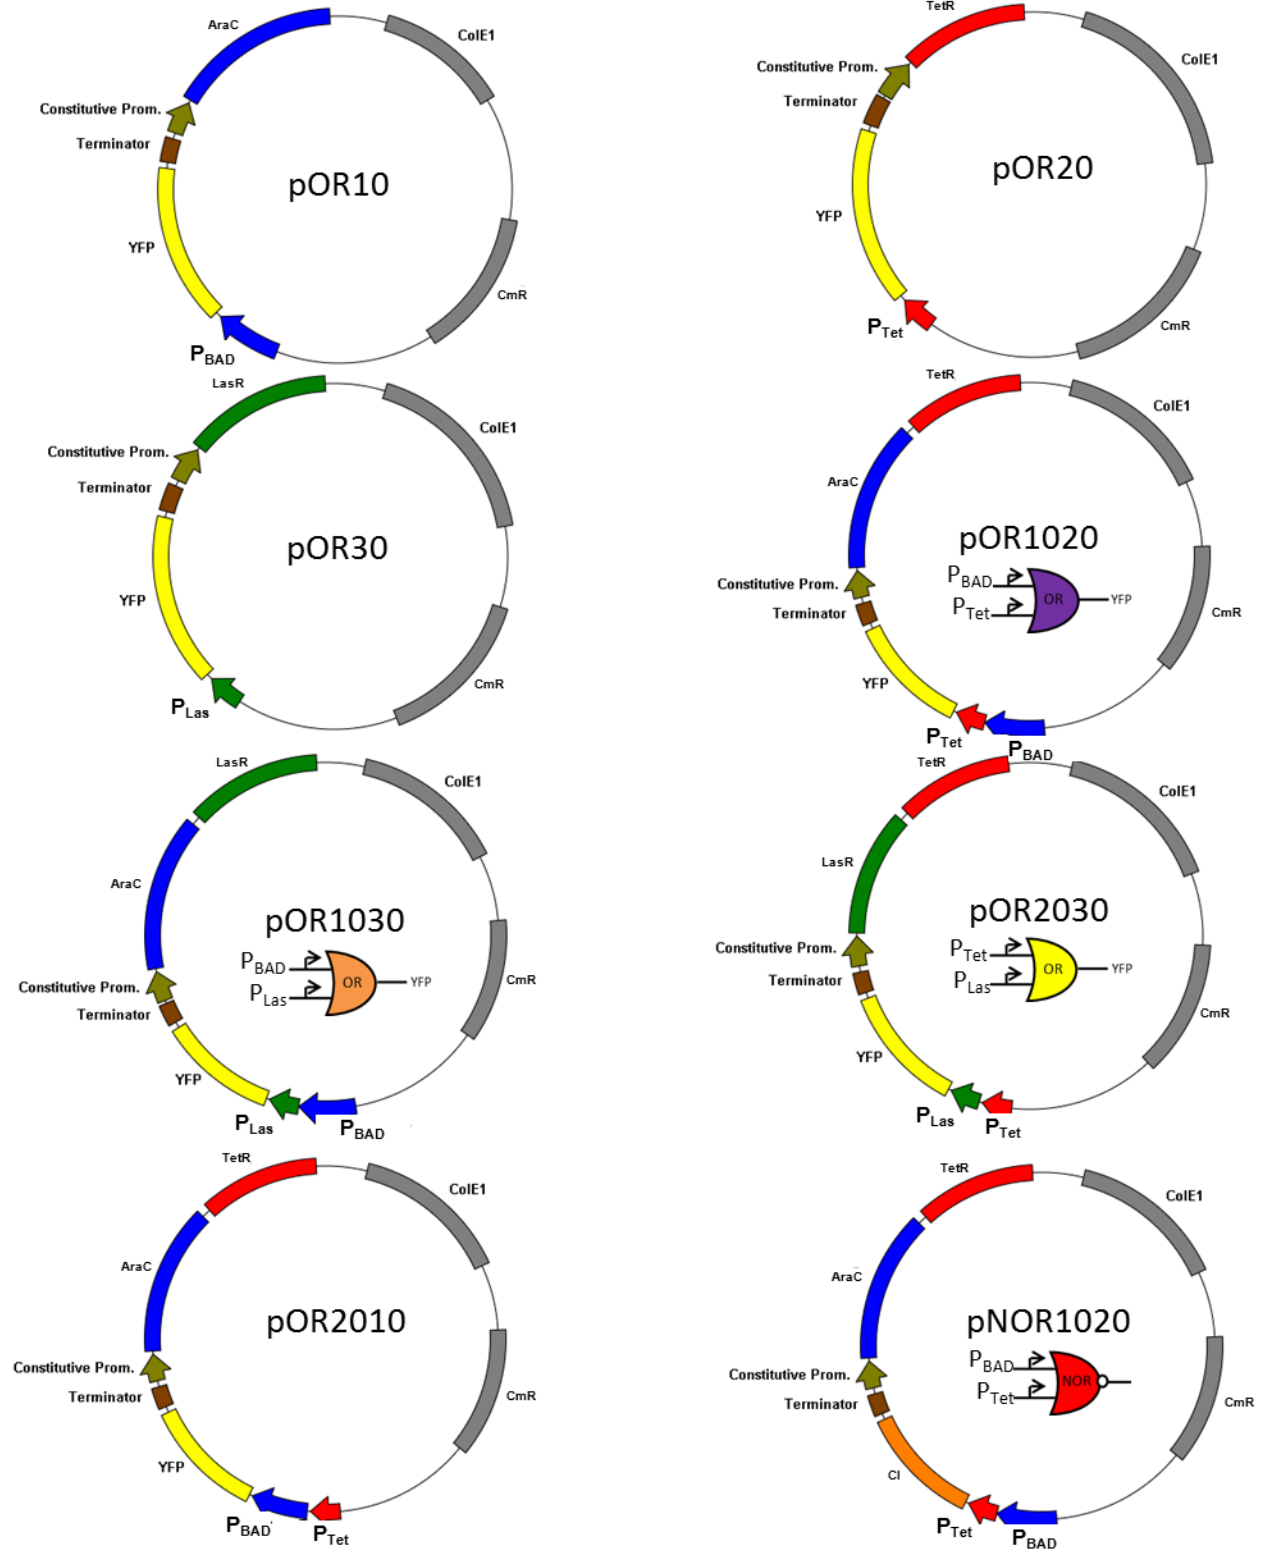 AraC
ColE1
Constitutive Prom.
Terminator
pOR10
YFP
CmR
PBAD
TetR
ColE1
Constitutive Prom.
Terminator
pOR20
YFP
PTet
CmR
LasR
ColE1
Constitutive Prom.
Terminator
pOR30
YFP
CmR
PLas
TetR
ColE1
AraC
pOR1020
PBAD
OR
YFP
PTet
Constitutive Prom.
Terminator
CmR
YFP
PTet
PBAD
LasR
ColE1
AraC
pOR1030
PBAD
OR
YFP
PLas
CmR
Constitutive Prom.
Terminator
YFP
PLas
PBAD
TetR
ColE1
LasR
pOR2030
PTet
OR
YFP
PLas
Constitutive Prom.
Terminator
CmR
YFP
PLas
PTet
TetR
ColE1
AraC
pOR2010
Constitutive Prom.
Terminator
CmR
YFP
PBAD
PTet
TetR
ColE1
AraC
pNOR1020
PBAD
NOR
PTet
Constitutive Prom.
Terminator
CmR
CI
PTet
PBAD